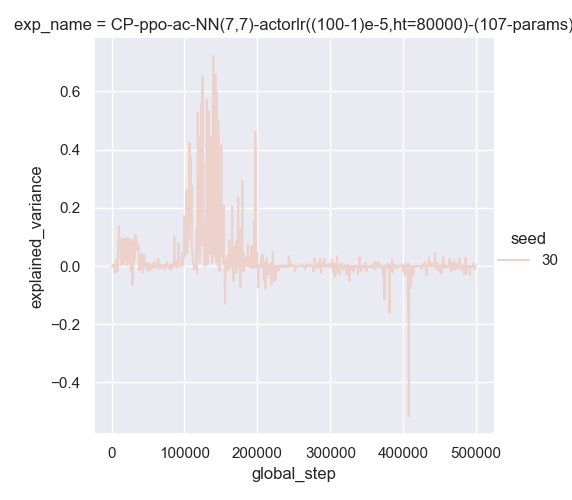 exp_name = CP-ppo-ac-NN(7,7)-actorlr((100-1)e-5,ht=80000)-(107-params)
0.6
0.4
0.2
0.0
−0.2
−0.4
explained_variance
0 100000 200000 300000 400000 500000
global_step
seed
30